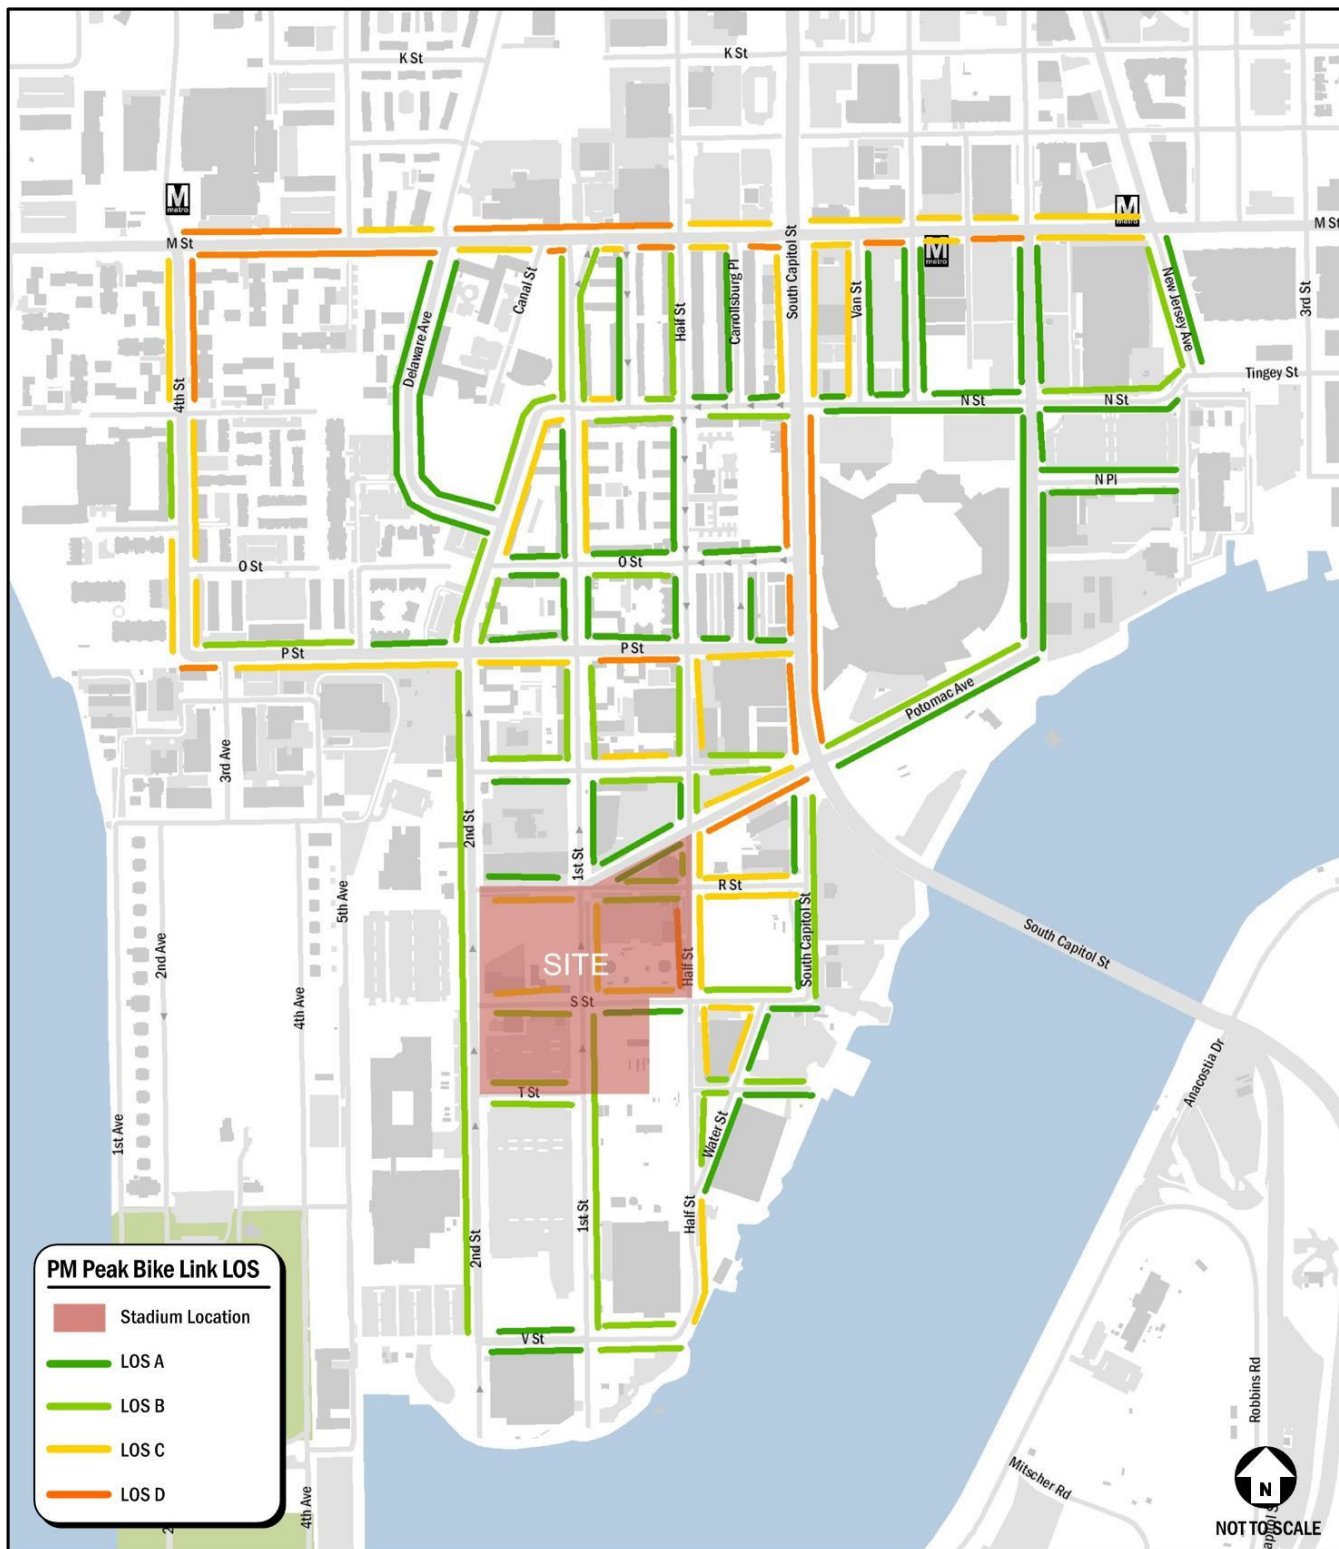 K St
K St
M
metro
M
metro
M St
M St
M
metro
Canal St
Half St
Carrollsburg Pl
South Capitol St
Van St
New Jersey Ave
3rd St
Delaware Ave
4th St
Tingey St
N St
N St
N Pl
O St
O St
P St
P St
Potomac Ave
3rd Ave
2nd St
1st St
R St
5th Ave
2nd Ave
4th Ave
SITE
Half St
South Capitol St
South Capitol St
S St
Anacostia Dr
T St
1st Ave
Water St
1st St
Half St
2nd St
V St
PM Peak Bike Link LOS
Stadium Location
LOS A
LOS B
LOS C
LOS D
4th Ave
Robbins Rd
Mitscher Rd
N
NOT TO SCALE